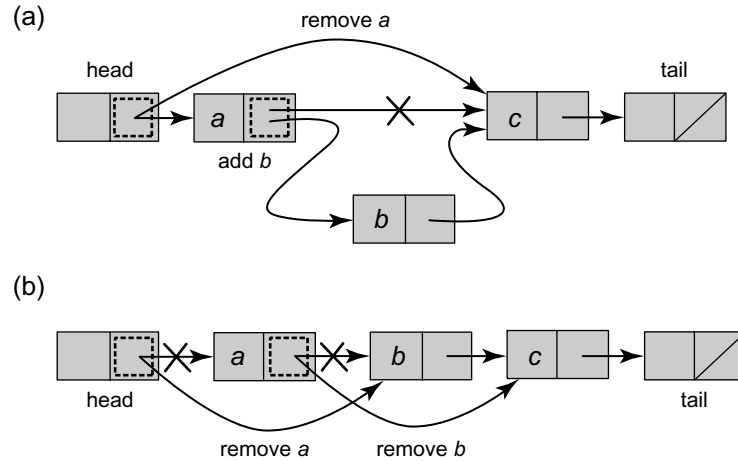 (a)
remove a
head
tail
a
c
add b
b
(b)
a
b
c
head
tail
remove a
remove b